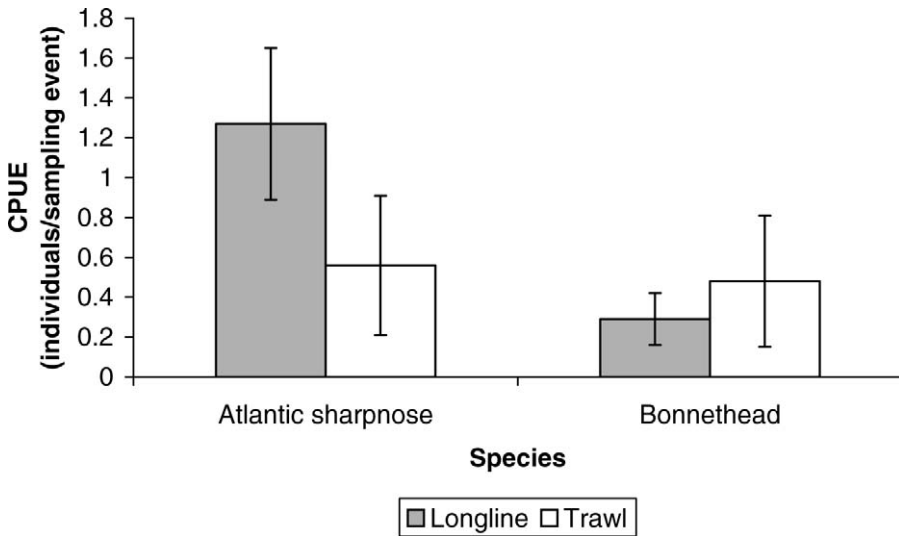 CPUE
(individuals/sampling event)
1.8
1.6
1.4
1.2
1
0.8
0.6
0.4
0.2
0
Atlantic sharpnose
Bonnethead
Species
Longline
Trawl